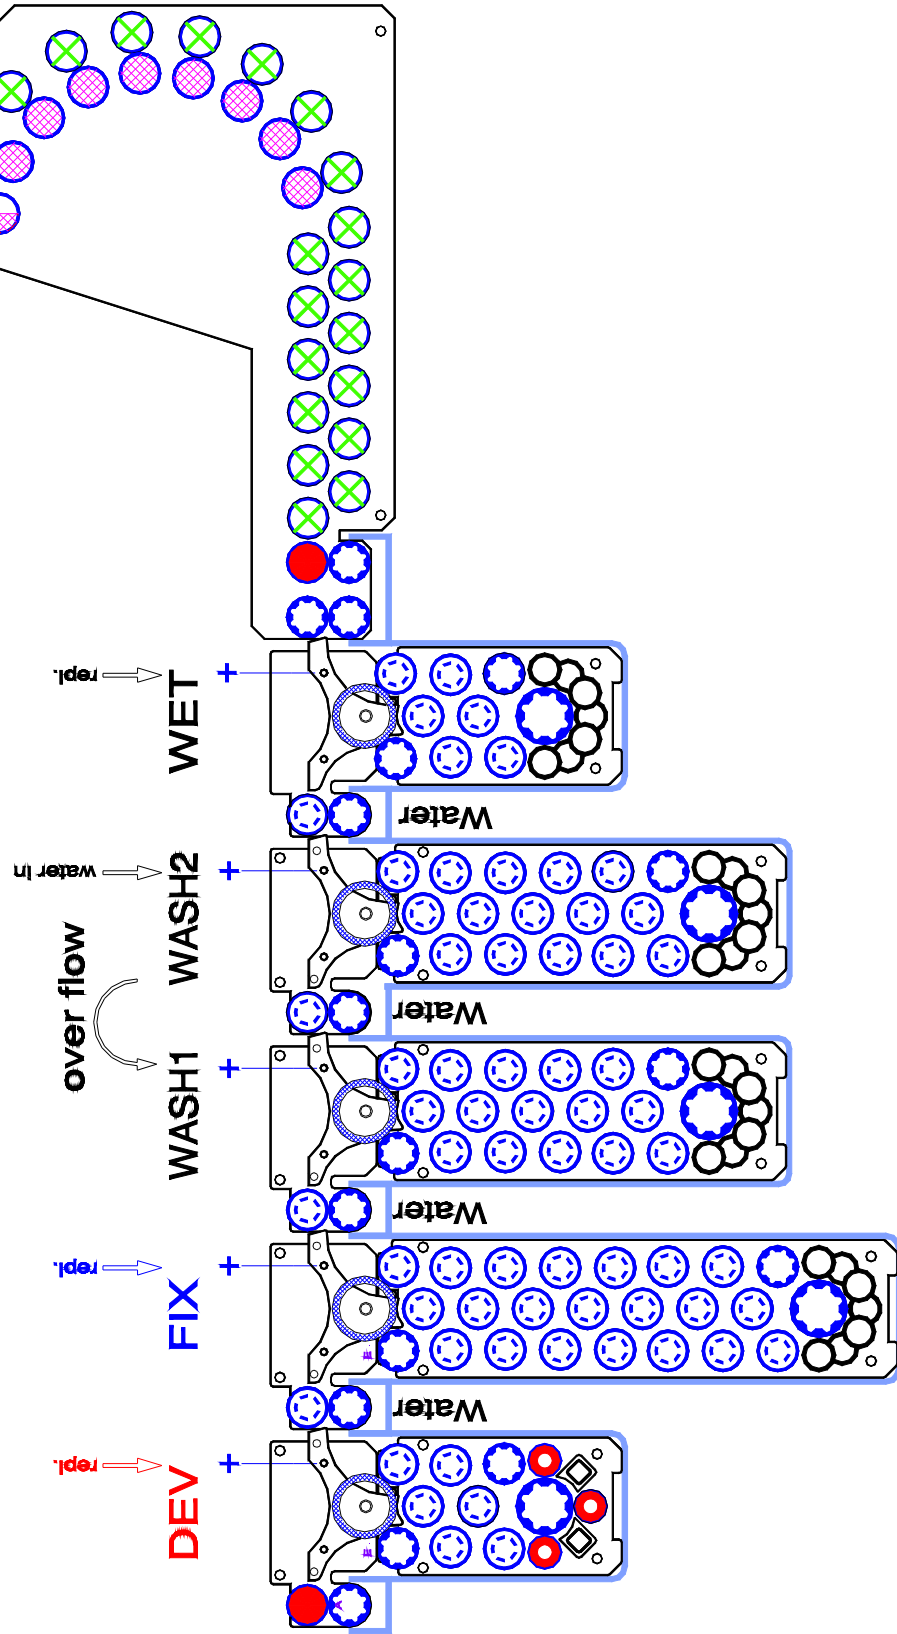 repl.
WET
Water
water in
WASH2
over flow
Water
WASH1
Water
repl.
FIX
Water
repl.
DEV